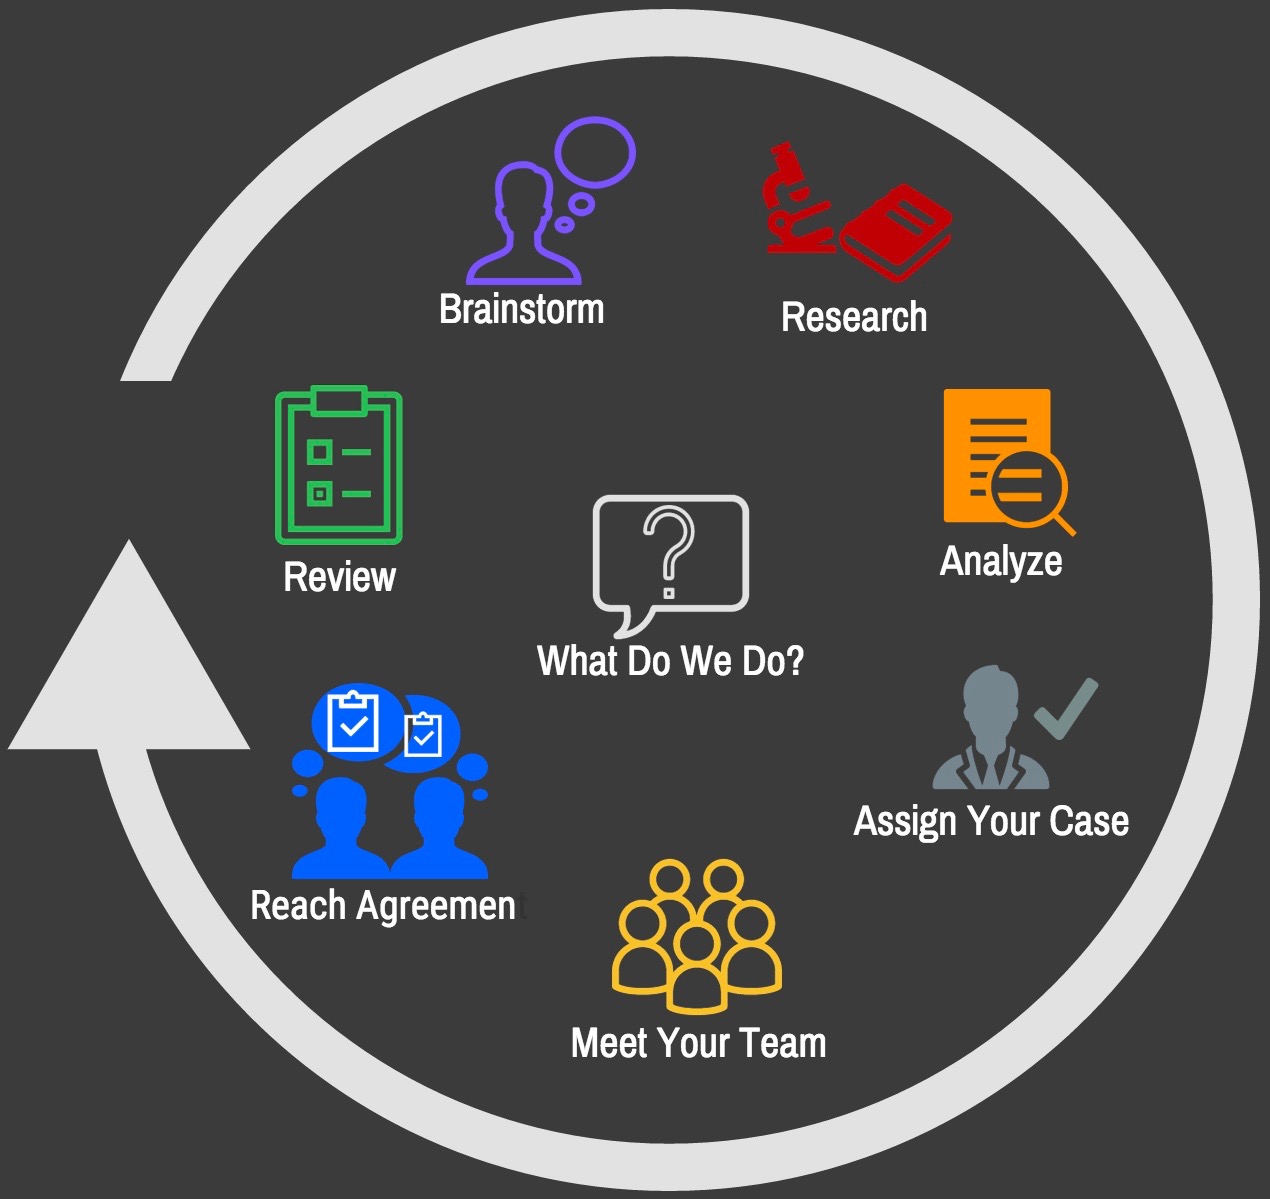 Brainstorm
Research
Review
Analyze
What Do We Do?
Assign Your Case
Reach Agreement
Meet Your Team